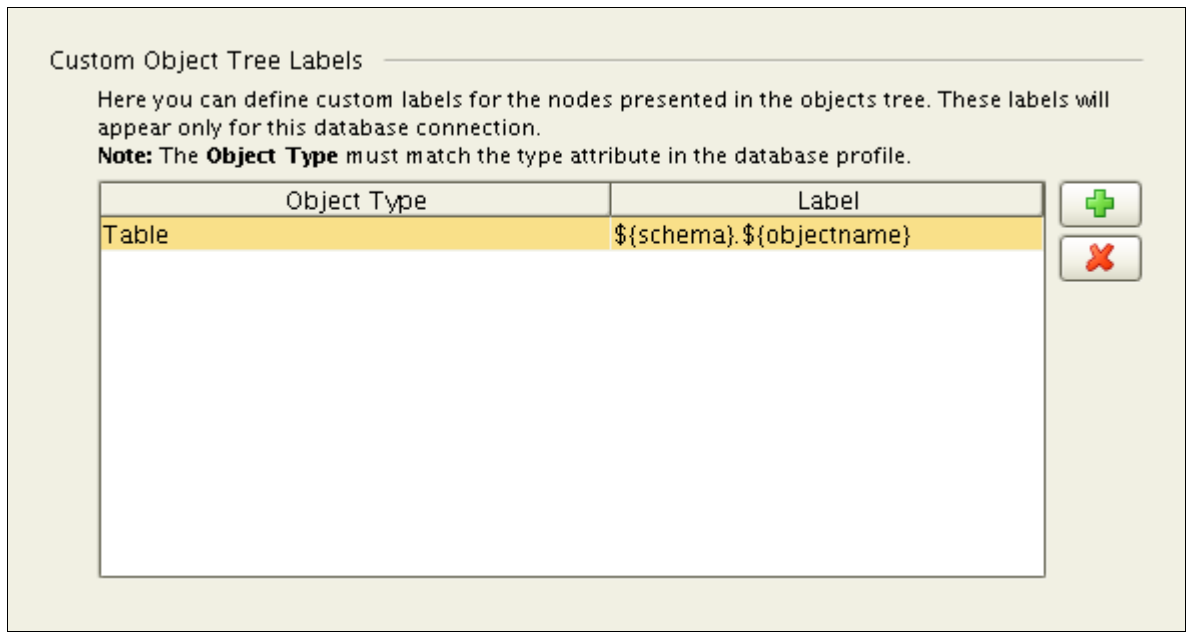 Custom Object Tree Labels
Here you can define custom labels for the nodes presented in the objects tree. These labels will
appear only for this database connection.
Note: The Object Type must match the type attribute in the database profile.
Object Type Label
Table ${schema}.${objectname}